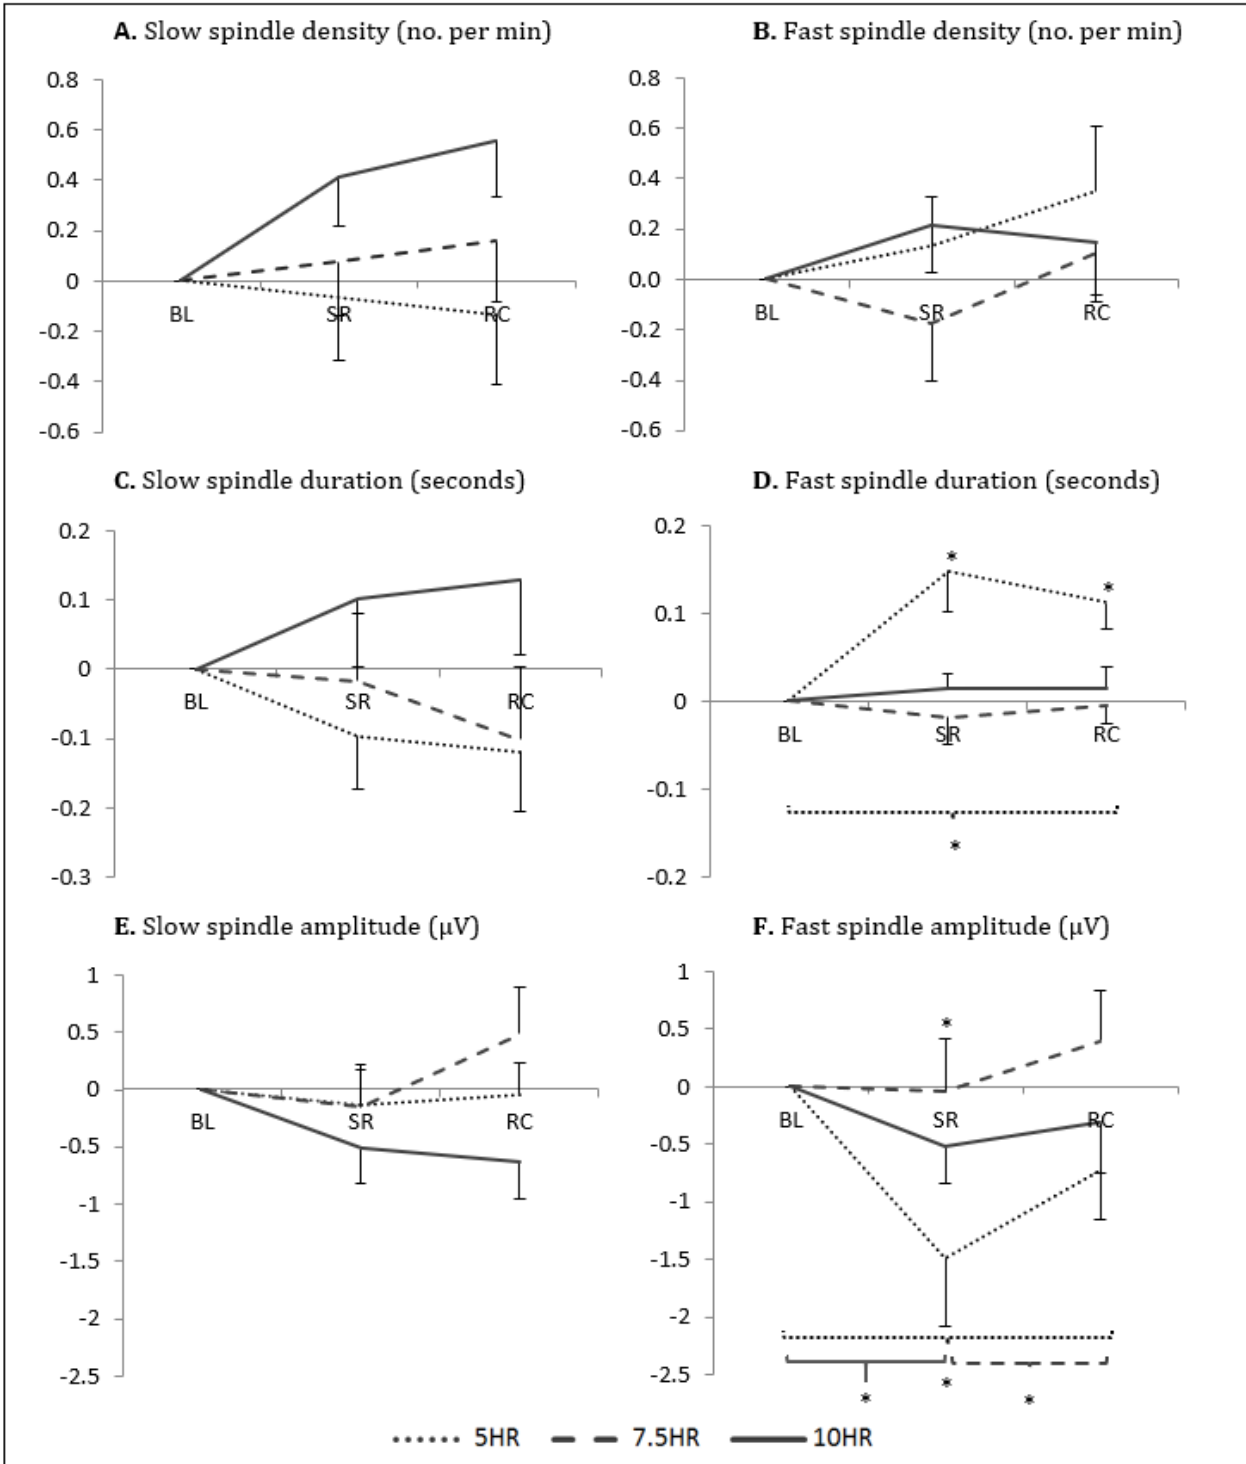 A. Slow spindle density (no. per min)
0.8
0.6
0.4
0.2
0
-0.2
-0.4
-0.6
BL
SR
RC
B. Fast spindle density (no. per min)
0.8
0.6
0.4
0.2
0.0
-0.2
-0.4
-0.6
BL
SR
RC
C. Slow spindle duration (seconds)
0.2
0.1
0
-0.1
-0.2
-0.3
BL
SR
RC
D. Fast spindle duration (seconds)
0.2
0.1
0
-0.1
-0.2
BL
SR
RC
*
*
*
E. Slow spindle amplitude (µV)
1
0.5
0
-0.5
-1
-1.5
-2
-2.5
BL
SR
RC
F. Fast spindle amplitude (µV)
1
0.5
0
-0.5
-1
-1.5
-2
-2.5
BL
SR
RC
*
*
*
*
5HR 7.5HR 10HR